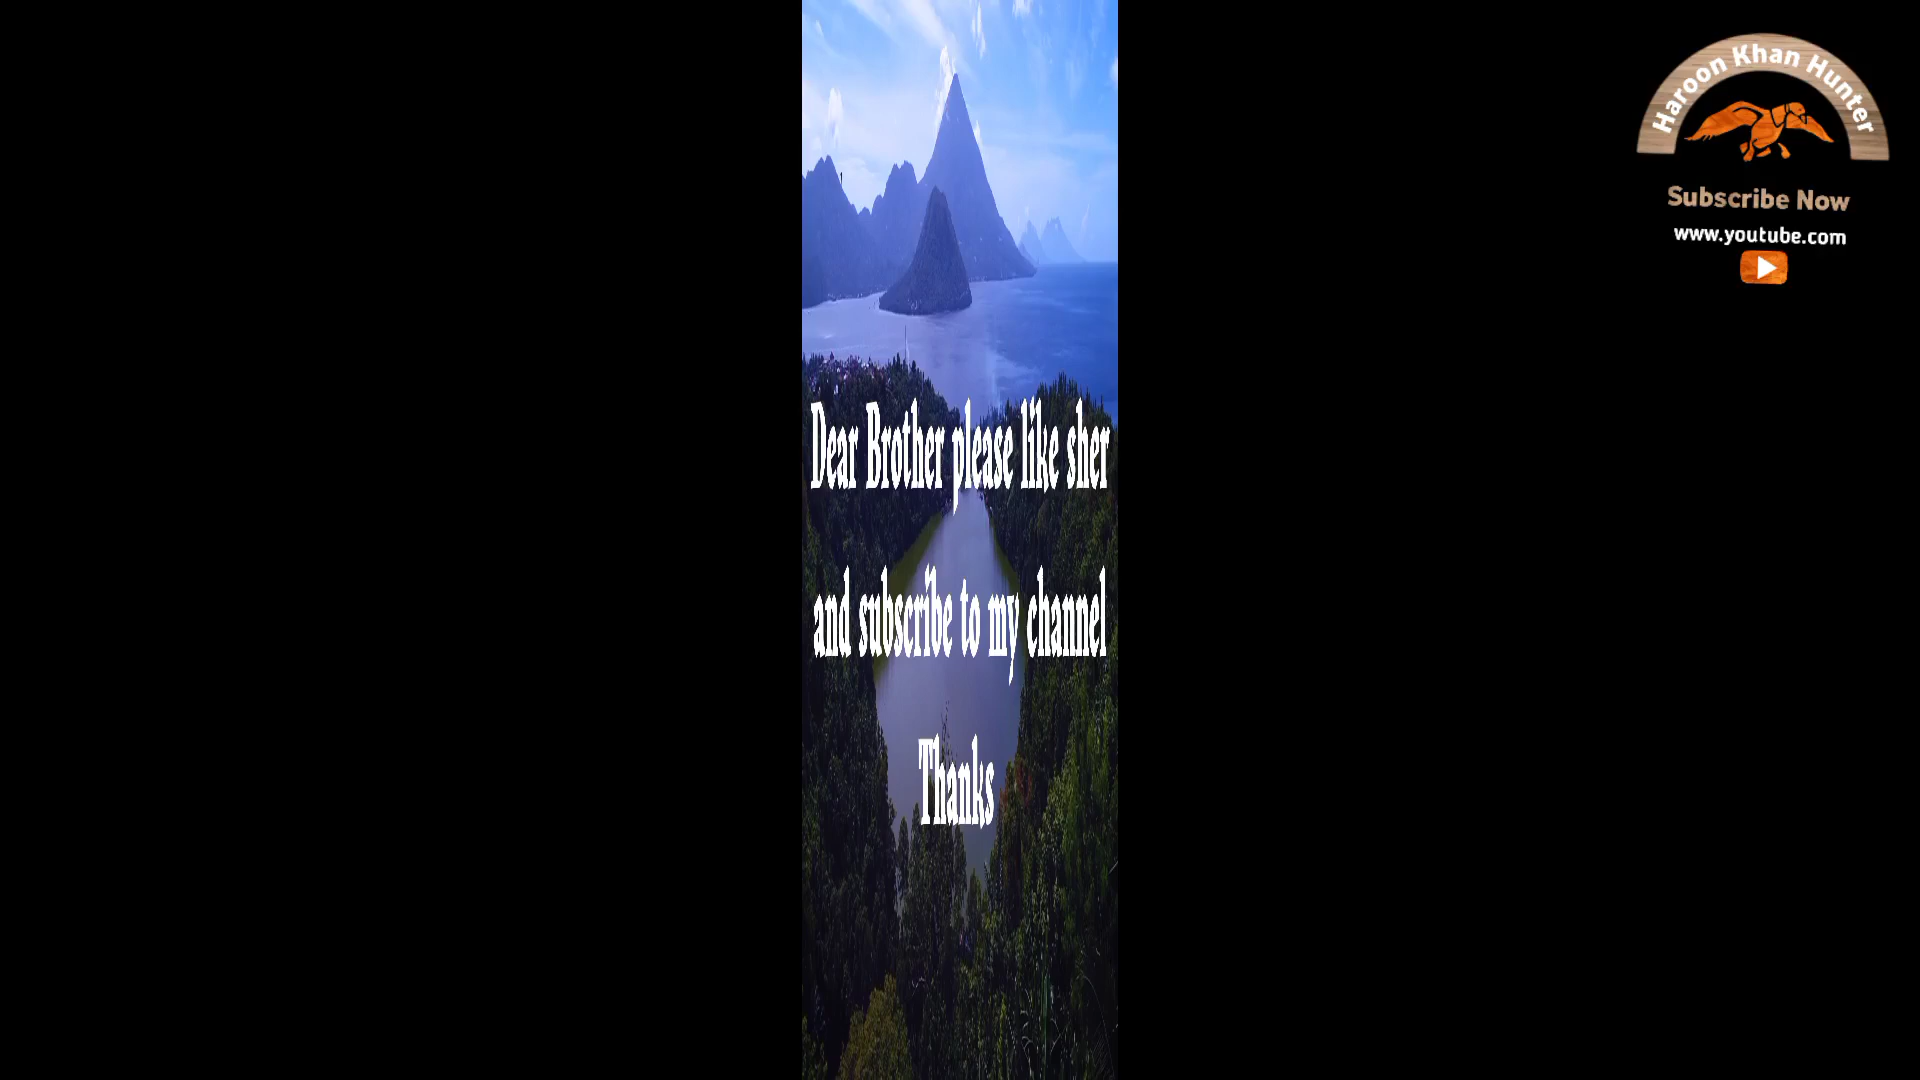 Haroon Khan Hunter
Subscribe Now
www.youtube.com
Dear Brother please like sher
and subscribe to my channel
Thanks